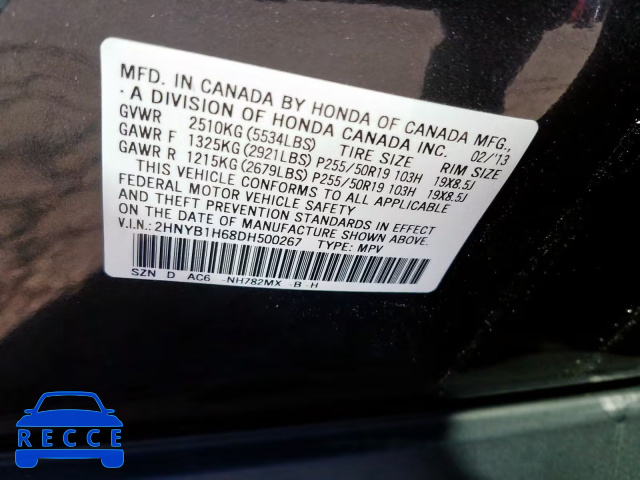 MFD. IN CANADA BY HONDA OF CANADA MFG.,
· A DIVISION OF HONDA CANADA INC. 02/'13
GVWR 2510KG(5534LBS) TIRE SIZE RIM SIZE
GAWR F 1325KG(2921LBS) P255/50R19 103H 19X8.5J
GAWR R 1215KG(2679LBS) P255/50R19 103H 19X8.5J
THIS VEHICLE CONFORMS TO ALL APPLICABLE
FEDERAL MOTOR VEHICLE SAFETY
AND THEFT PREVENTION STANDARDS IN EFFECT
ON THE DATE OF MANUFACTURE SHOWN ABOVE.
V.I.N.: 2HNYB1H68DH500267 TYPE: MPV
SZN D AC6 -NH782MX -B H
RECCE